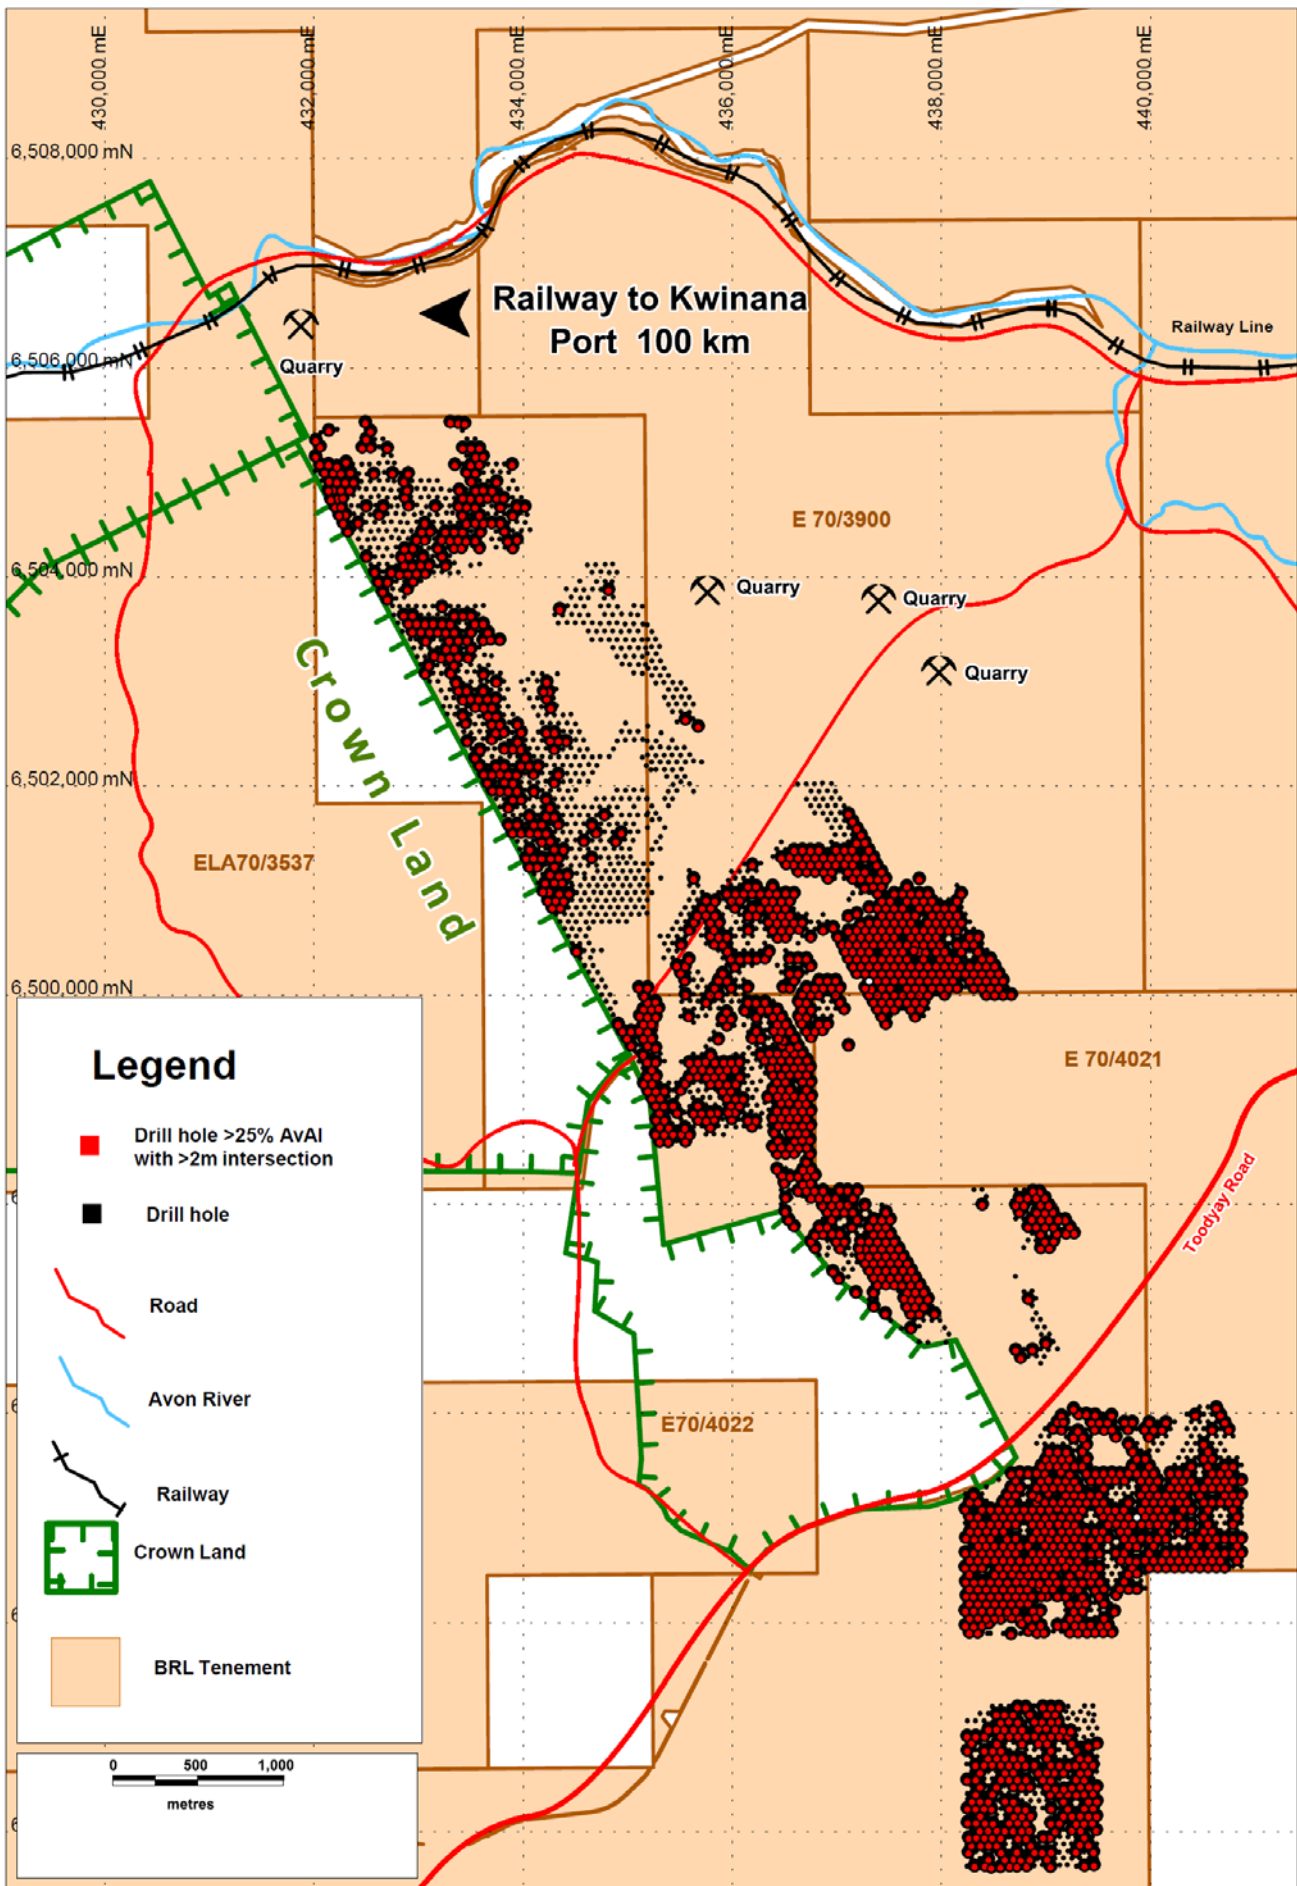 430,000 mE
432,000 mE
434,000 mE
436,000 mE
438,000 mE
440,000 mE
6,508,000 mN
Railway to Kwinana
Port 100 km
Railway Line
Quarry
6,506,000 mN
E 70/3900
6,504,000 mN
Quarry
Quarry
Quarry
Crown Land
6,502,000 mN
ELA70/3537
6,500,000 mN
E 70/4021
Toodyay Road
E70/4022
Legend
Drill hole >25% AvAl
with >2m intersection
Drill hole
Road
Avon River
Railway
Crown Land
BRL Tenement
0 500 1,000
metres